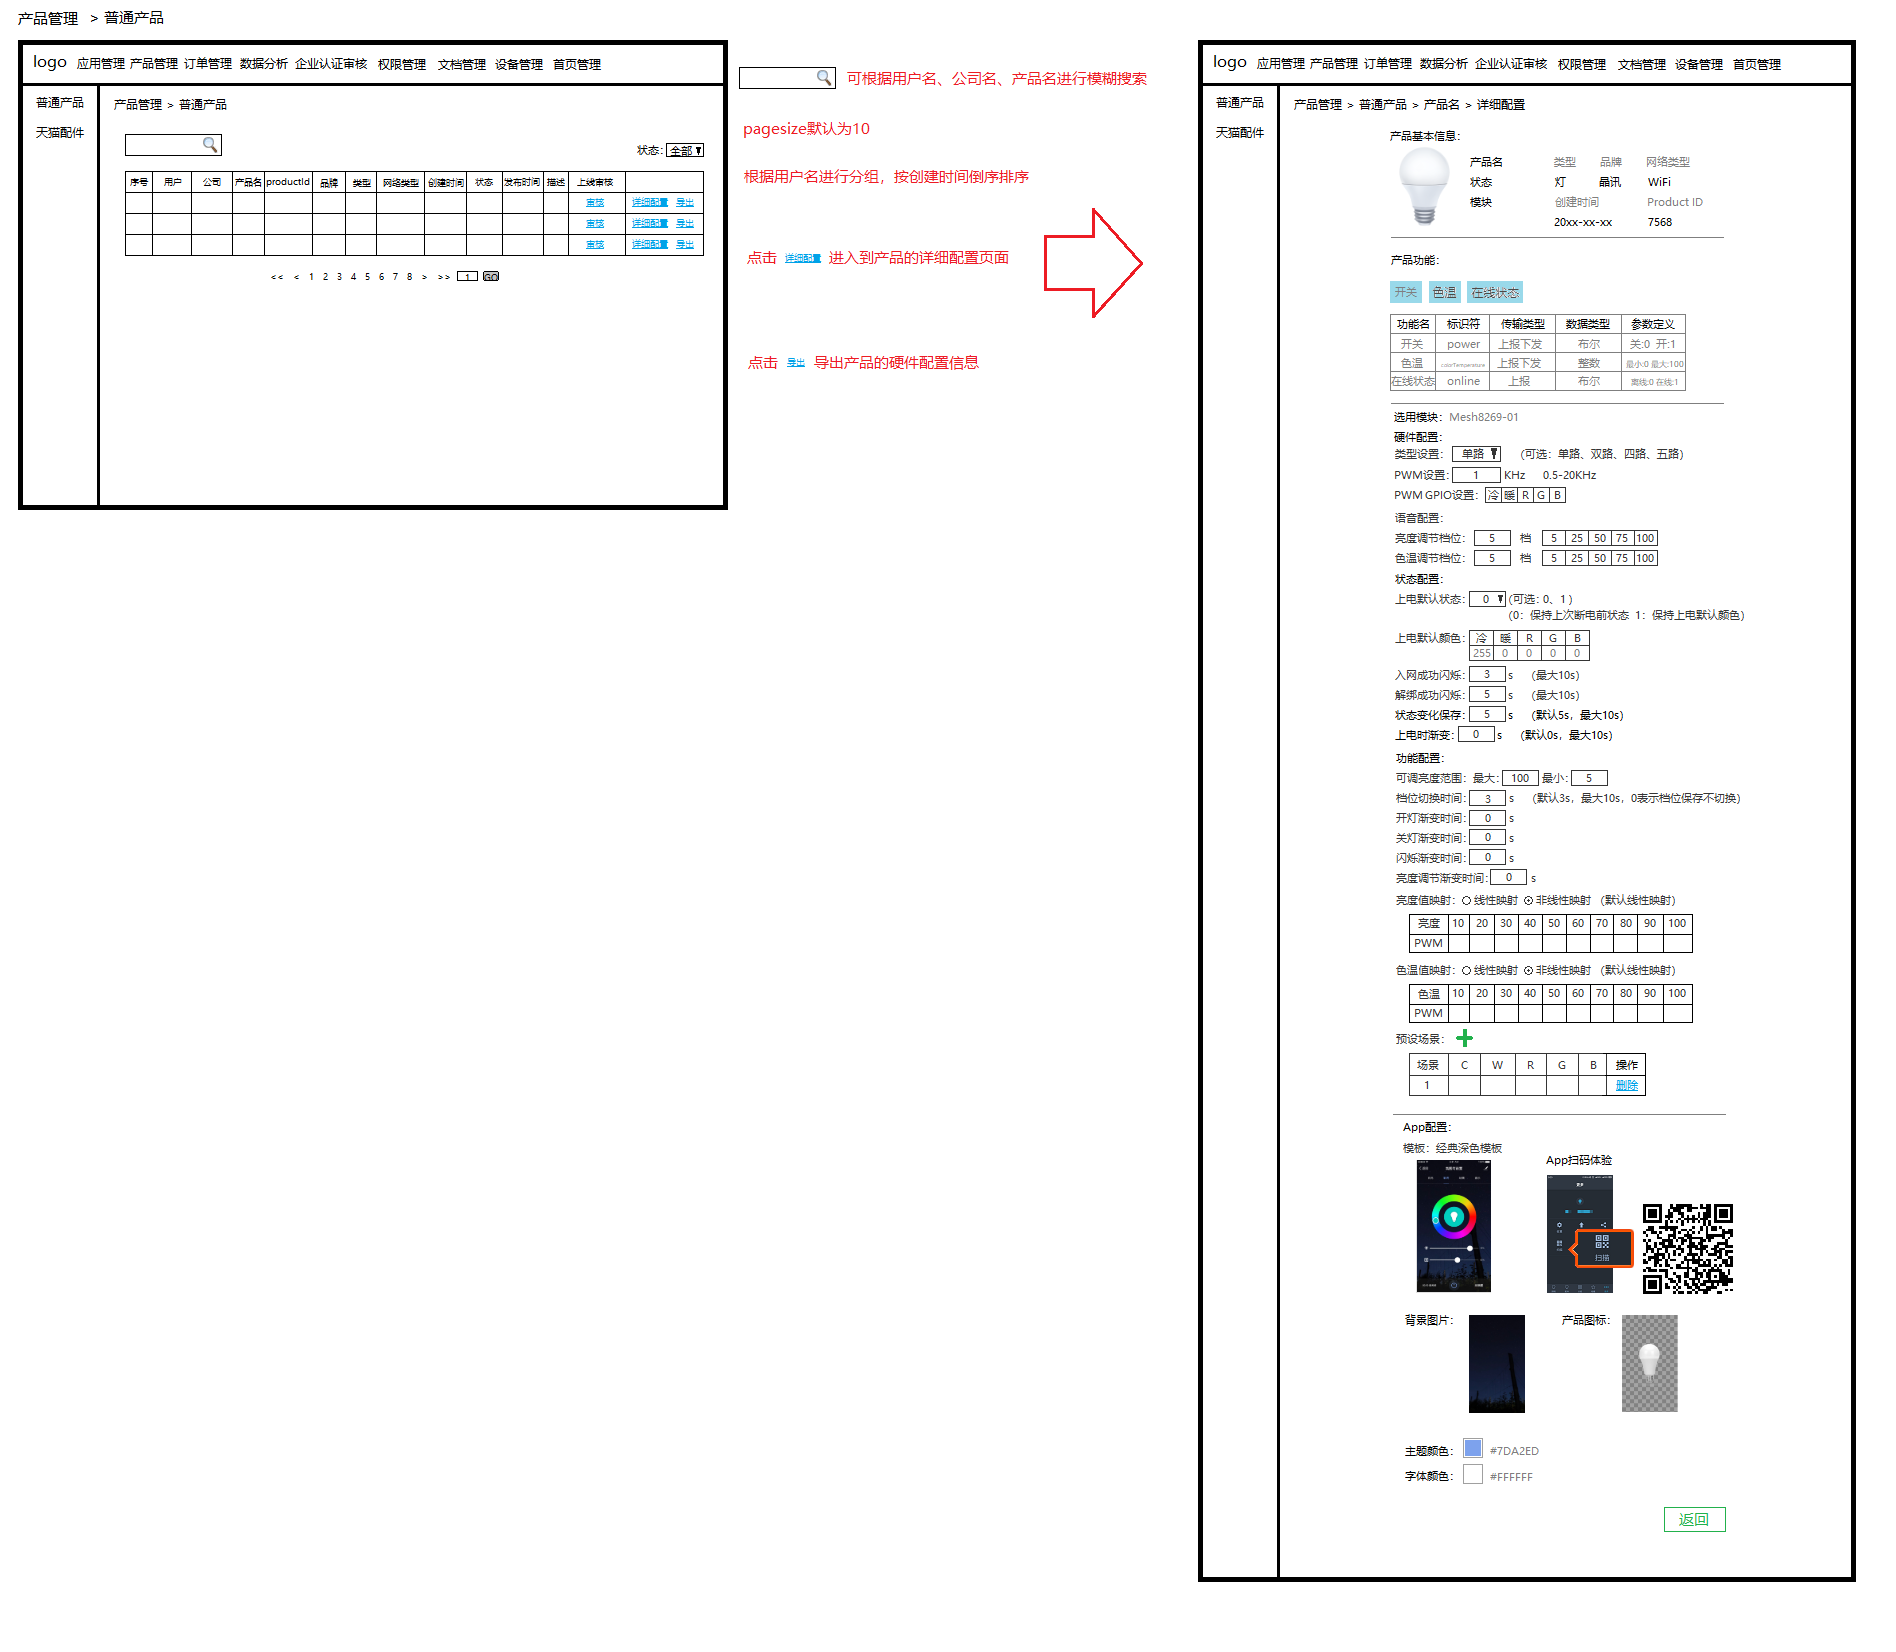 产品管理 > 普通产品
logo 应用管理 产品管理 订单管理 数据分析 企业认证审核 权限管理 文档管理 设备管理 首页管理
普通产品
天猫配件
产品管理 > 普通产品
状态: 全部
序号 用户 公司 产品名 productId 品牌 类型 网络类型 创建时间 状态 发布时间 描述 上线审核
审核 详细配置 导出
审核 详细配置 导出
审核 详细配置 导出
<< < 1 2 3 4 5 6 7 8 > >> 1 GO
可根据用户名、公司名、产品名进行模糊搜索
pagesize默认为10
根据用户名进行分组，按创建时间倒序排序
点击 详细配置 进入到产品的详细配置页面
点击 导出 导出产品的硬件配置信息
logo 应用管理 产品管理 订单管理 数据分析 企业认证审核 权限管理 文档管理 设备管理 首页管理
普通产品
天猫配件
产品管理 > 普通产品 > 产品名 > 详细配置
产品基本信息：
产品名 类型 品牌 网络类型
状态 灯 晶讯 WiFi
模块 创建时间 Product ID
20xx-xx-xx 7568
产品功能：
开关 色温 在线状态
功能名 标识符 传输类型 数据类型 参数定义
开关 power 上报下发 布尔 关:0 开:1
色温 colorTemperature 上报下发 整数 最小:0 最大:100
在线状态 online 上报 布尔 离线:0 在线:1
选用模块：Mesh8269-01
硬件配置：
类型设置： 单路 （可选：单路、双路、四路、五路）
PWM设置： 1 KHz 0.5-20KHz
PWM GPIO设置： 冷 暖 R G B
语音配置：
亮度调节档位： 5 档 5 25 50 75 100
色温调节档位： 5 档 5 25 50 75 100
状态配置：
上电默认状态： 0 (可选: 0、1 )
（0：保持上次断电前状态 1：保持上电默认颜色）
上电默认颜色： 冷 暖 R G B
255 0 0 0 0
入网成功闪烁： 3 s （最大10s）
解绑成功闪烁： 5 s （最大10s）
状态变化保存： 5 s （默认5s，最大10s）
上电时渐变： 0 s （默认0s，最大10s）
功能配置：
可调亮度范围：最大： 100 最小： 5
档位切换时间： 3 s （默认3s，最大10s，0表示档位保存不切换）
开灯渐变时间： 0 s
关灯渐变时间： 0 s
闪烁渐变时间： 0 s
亮度调节渐变时间： 0 s
亮度值映射： 线性映射 非线性映射 （默认线性映射）
亮度 10 20 30 40 50 60 70 80 90 100
PWM
色温值映射： 线性映射 非线性映射 （默认线性映射）
色温 10 20 30 40 50 60 70 80 90 100
PWM
预设场景：
场景 C W R G B 操作
1 删除
App配置：
模板：经典深色模板
App扫码体验
扫描
背景图片：
产品图标：
主题颜色： #7DA2ED
字体颜色： #FFFFFF
返回